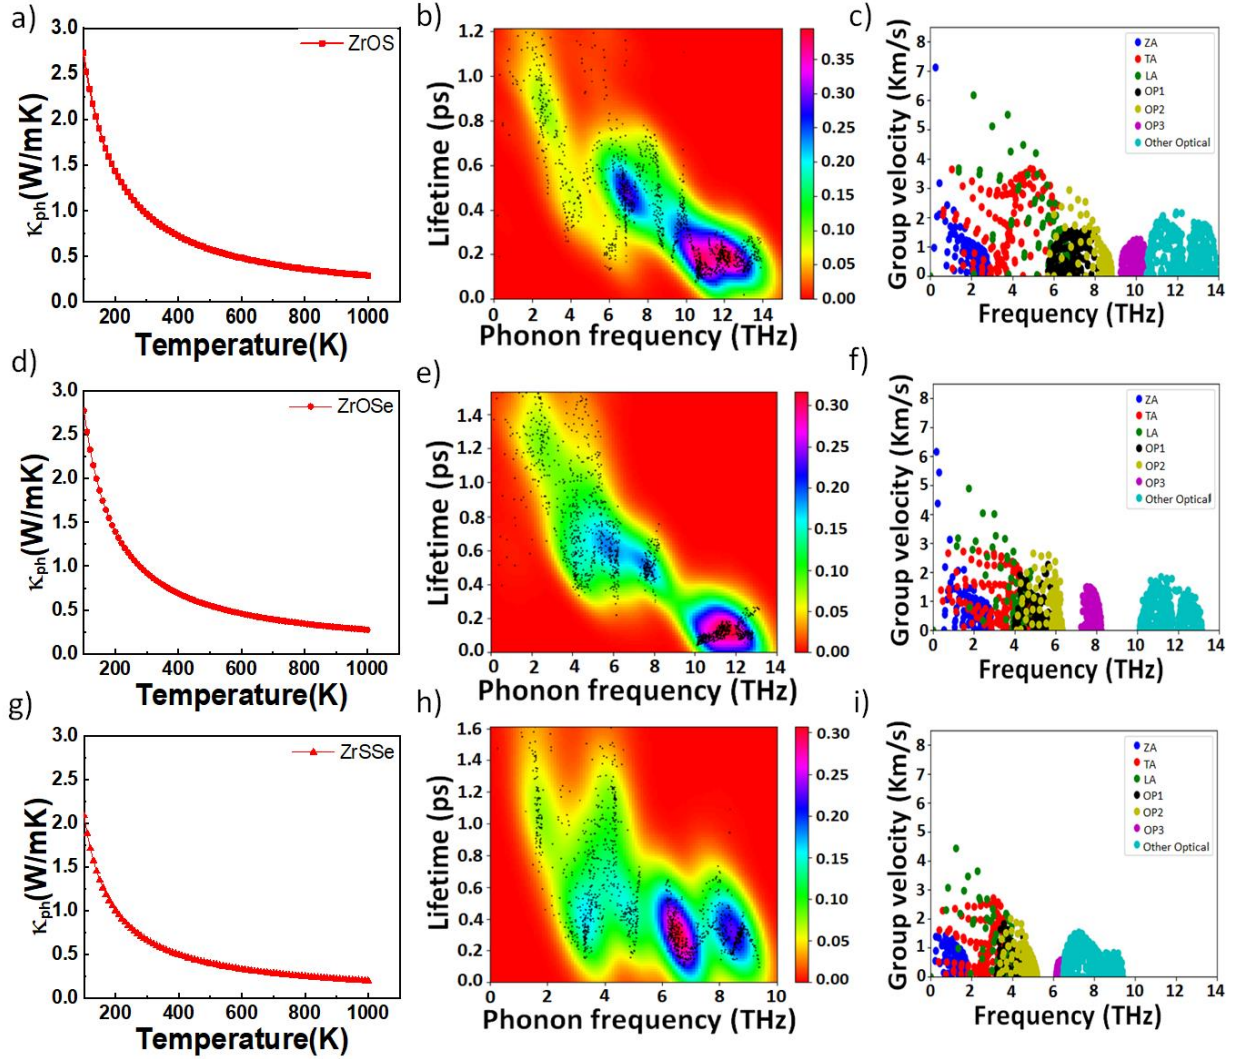 a)
3.0
2.5
2.0
1.5
1.0
0.5
0.0
κph(W/mK)
ZrOS
200 400 600 800 1000
Temperature(K)
b)
1.2
1.0
0.8
0.6
0.4
0.2
0.0
Lifetime (ps)
0 2 4 6 8 10 12 14
Phonon frequency (THz)
0.35
0.30
0.25
0.20
0.15
0.10
0.05
0.00
c)
8
7
6
5
4
3
2
1
0
Group velocity (Km/s)
ZA
TA
LA
OP1
OP2
OP3
Other Optical
0 2 4 6 8 10 12 14
Frequency (THz)
d)
3.0
2.5
2.0
1.5
1.0
0.5
0.0
κph(W/mK)
ZrOSe
200 400 600 800 1000
Temperature(K)
e)
1.4
1.2
1.0
0.8
0.6
0.4
0.2
0.0
Lifetime (ps)
0 2 4 6 8 10 12 14
Phonon frequency (THz)
0.30
0.25
0.20
0.15
0.10
0.05
0.00
f)
8
7
6
5
4
3
2
1
0
Group velocity (Km/s)
ZA
TA
LA
OP1
OP2
OP3
Other Optical
0 2 4 6 8 10 12 14
Frequency (THz)
g)
3.0
2.5
2.0
1.5
1.0
0.5
0.0
κph(W/mK)
ZrSSe
200 400 600 800 1000
Temperature(K)
h)
1.6
1.4
1.2
1.0
0.8
0.6
0.4
0.2
0.0
Lifetime (ps)
0 2 4 6 8 10
Phonon frequency (THz)
0.30
0.25
0.20
0.15
0.10
0.05
0.00
i)
8
7
6
5
4
3
2
1
0
Group velocity (Km/s)
ZA
TA
LA
OP1
OP2
OP3
Other Optical
0 2 4 6 8 10 12 14
Frequency (THz)